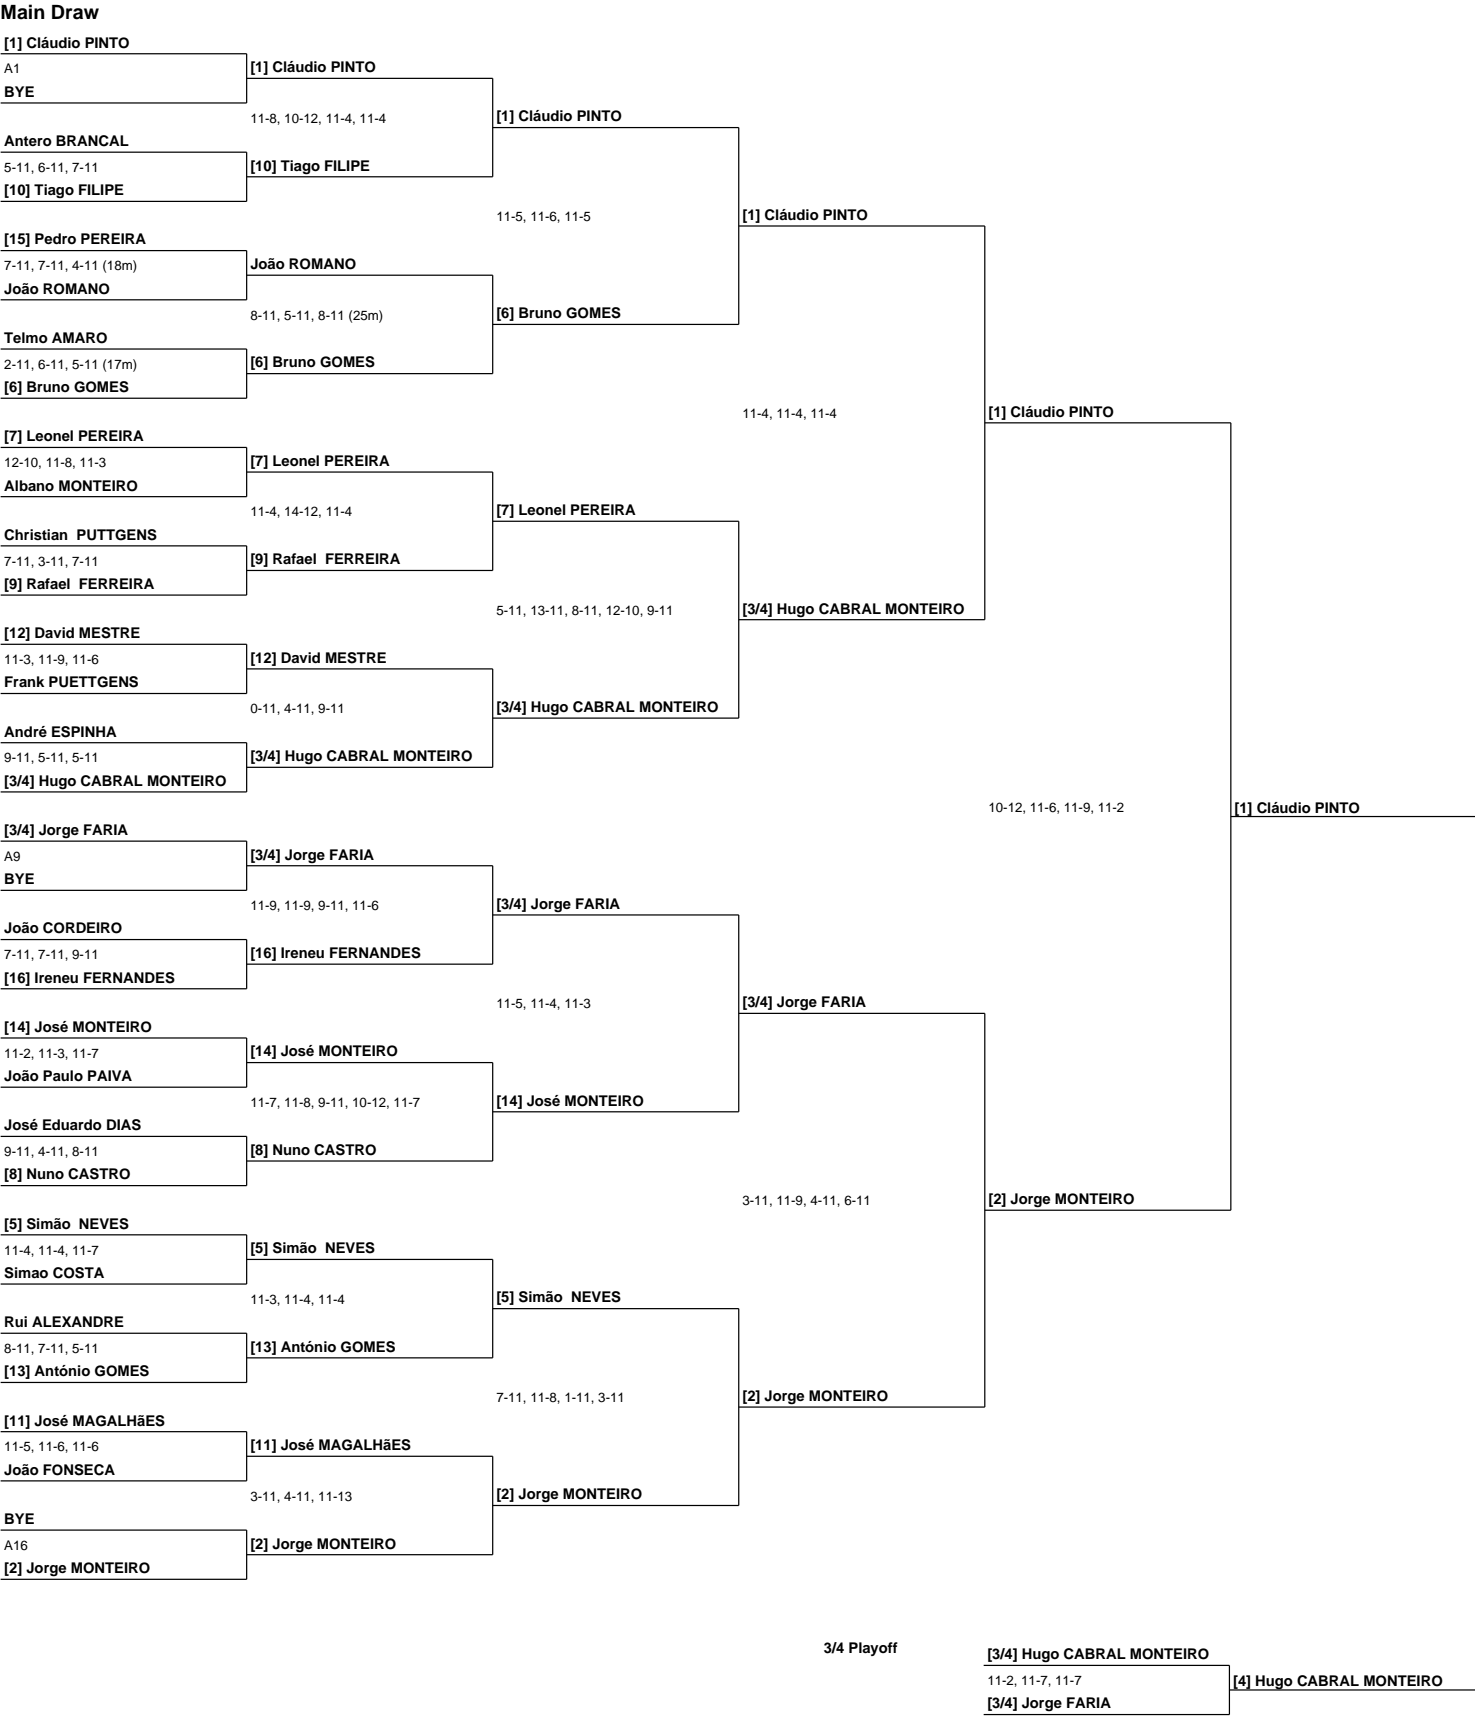 Main Draw
[1] Cláudio PINTO
A1
BYE
Antero BRANCAL
5-11, 6-11, 7-11
[10] Tiago FILIPE
[15] Pedro PEREIRA
7-11, 7-11, 4-11 (18m)
João ROMANO
Telmo AMARO
2-11, 6-11, 5-11 (17m)
[6] Bruno GOMES
[7] Leonel PEREIRA
12-10, 11-8, 11-3
Albano MONTEIRO
Christian  PUTTGENS
7-11, 3-11, 7-11
[9] Rafael  FERREIRA
[12] David MESTRE
11-3, 11-9, 11-6
Frank PUETTGENS
André ESPINHA
9-11, 5-11, 5-11
[3/4] Hugo CABRAL MONTEIRO
[3/4] Jorge FARIA
A9
BYE
João CORDEIRO
7-11, 7-11, 9-11
[16] Ireneu FERNANDES
[14] José MONTEIRO
11-2, 11-3, 11-7
João Paulo PAIVA
José Eduardo DIAS
9-11, 4-11, 8-11
[8] Nuno CASTRO
[5] Simão  NEVES
11-4, 11-4, 11-7
Simao COSTA
Rui ALEXANDRE
8-11, 7-11, 5-11
[13] António GOMES
[11] José MAGALHãES
11-5, 11-6, 11-6
João FONSECA
BYE
A16
[2] Jorge MONTEIRO
[1] Cláudio PINTO
11-8, 10-12, 11-4, 11-4
[10] Tiago FILIPE
João ROMANO
8-11, 5-11, 8-11 (25m)
[6] Bruno GOMES
[7] Leonel PEREIRA
11-4, 14-12, 11-4
[9] Rafael  FERREIRA
[12] David MESTRE
0-11, 4-11, 9-11
[3/4] Hugo CABRAL MONTEIRO
[3/4] Jorge FARIA
11-9, 11-9, 9-11, 11-6
[16] Ireneu FERNANDES
[14] José MONTEIRO
11-7, 11-8, 9-11, 10-12, 11-7
[8] Nuno CASTRO
[5] Simão  NEVES
11-3, 11-4, 11-4
[13] António GOMES
[11] José MAGALHãES
3-11, 4-11, 11-13
[2] Jorge MONTEIRO
[1] Cláudio PINTO
11-5, 11-6, 11-5
[6] Bruno GOMES
[7] Leonel PEREIRA
5-11, 13-11, 8-11, 12-10, 9-11
[3/4] Hugo CABRAL MONTEIRO
[3/4] Jorge FARIA
11-5, 11-4, 11-3
[14] José MONTEIRO
[5] Simão  NEVES
7-11, 11-8, 1-11, 3-11
[2] Jorge MONTEIRO
[1] Cláudio PINTO
11-4, 11-4, 11-4
[3/4] Hugo CABRAL MONTEIRO
[3/4] Jorge FARIA
3-11, 11-9, 4-11, 6-11
[2] Jorge MONTEIRO
[1] Cláudio PINTO
10-12, 11-6, 11-9, 11-2
[2] Jorge MONTEIRO
[1] Cláudio PINTO
3/4 Playoff
[3/4] Hugo CABRAL MONTEIRO
11-2, 11-7, 11-7
[3/4] Jorge FARIA
[4] Hugo CABRAL MONTEIRO